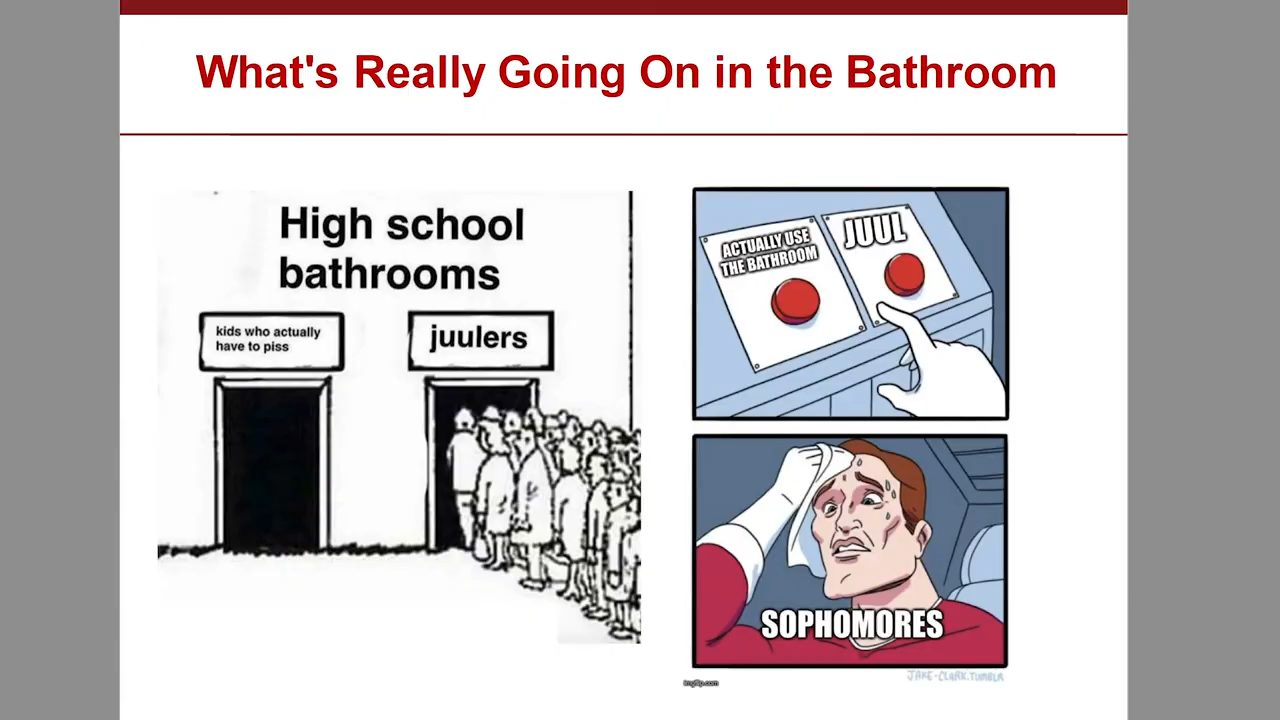 What's Really Going On in the Bathroom
High school
bathrooms
kids who actually
have to piss
juulers
ACTUALLY USE
THE BATHROOM
JUUL
SOPHOMORES
imgflip.com
JAKE-CLARK.TUMBLR